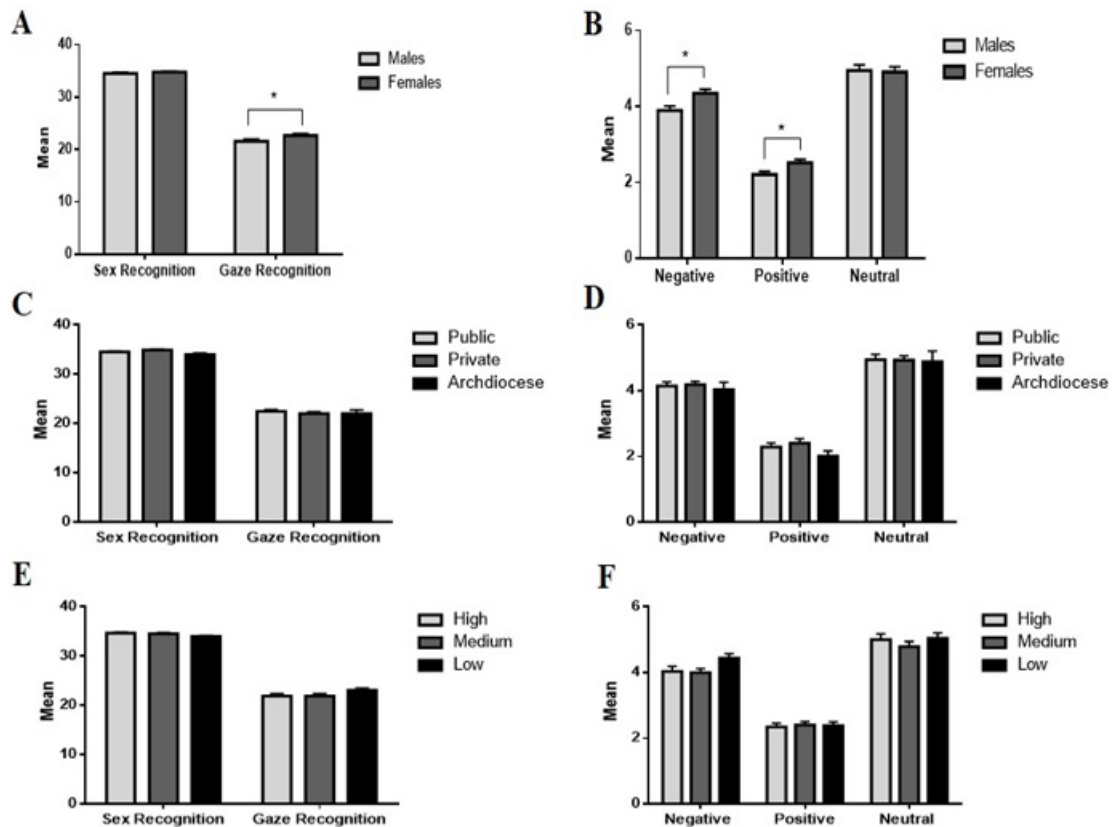 A
Mean
40
30
20
10
0
Males
Females
*
Sex Recognition Gaze Recognition
B
Mean
6
4
2
0
Males
Females
*
*
Negative Positive Neutral
C
Mean
40
30
20
10
0
Public
Private
Archdiocese
Sex Recognition Gaze Recognition
D
Mean
6
4
2
0
Public
Private
Archdiocese
Negative Positive Neutral
E
Mean
40
30
20
10
0
High
Medium
Low
Sex Recognition Gaze Recognition
F
Mean
6
4
2
0
High
Medium
Low
Negative Positive Neutral